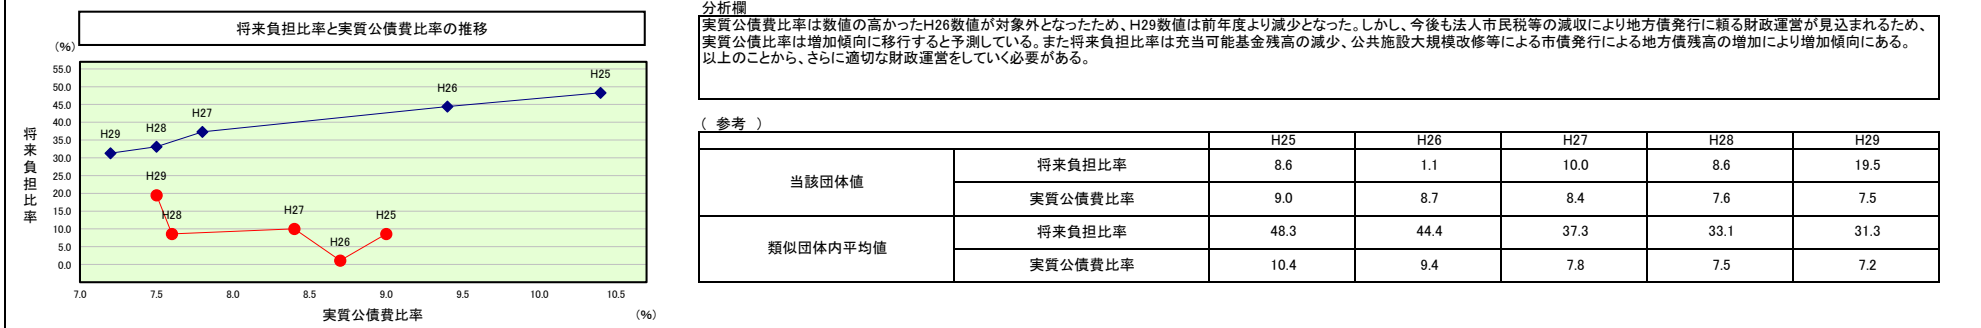 将来負担比率と実質公債費比率の推移
(%)
55.0
50.0
45.0
40.0
35.0
30.0
25.0
20.0
15.0
10.0
5.0
0.0
将来負担比率
H25
H26
H27
H28
H29
H29
H28
H27
H26
H25
7.0 7.5 8.0 8.5 9.0 9.5 10.0 10.5
実質公債費比率 (%)
分析欄
実質公債費比率は数値の高かったH26数値が対象外となったため、H29数値は前年度より減少となった。しかし、今後も法人市民税等の減収により地方債発行に頼る財政運営が見込まれるため、
実質公債比率は増加傾向に移行すると予測している。また将来負担比率は充当可能基金残高の減少、公共施設大規模改修等による市債発行による地方債残高の増加により増加傾向にある。
以上のことから、さらに適切な財政運営をしていく必要がある。
( 参考 )
H25 H26 H27 H28 H29
当該団体値 将来負担比率 8.6 1.1 10.0 8.6 19.5
実質公債費比率 9.0 8.7 8.4 7.6 7.5
類似団体内平均値 将来負担比率 48.3 44.4 37.3 33.1 31.3
実質公債費比率 10.4 9.4 7.8 7.5 7.2